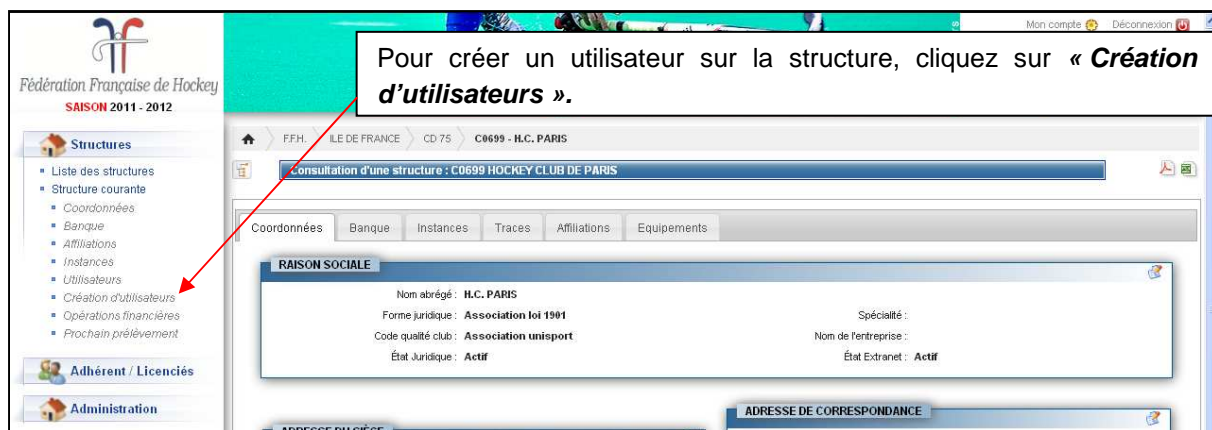 Mon compte Déconnexion
Pour créer un utilisateur sur la structure, cliquez sur « Création
d'utilisateurs ».
Fédération Française de Hockey
SAISON 2011 - 2012
Structures
Liste des structures
Structure courante
Coordonnées
Banque
Affiliations
Instances
Utilisateurs
Création d'utilisateurs
Opérations financières
Prochain prélèvement
Adhérent / Licenciés
Administration
F.F.H. ILE DE FRANCE CD 75 C0699 - H.C. PARIS
Consultation d'une structure : C0699 HOCKEY CLUB DE PARIS
Coordonnées Banque Instances Traces Affiliations Equipements
RAISON SOCIALE
Nom abrégé : H.C. PARIS
Forme juridique : Association loi 1901 Spécialité :
Code qualité club : Association unisport Nom de l'entreprise :
État Juridique : Actif État Extranet : Actif
ADRESSE DE CORRESPONDANCE
ADRESSE DU SIÈGE